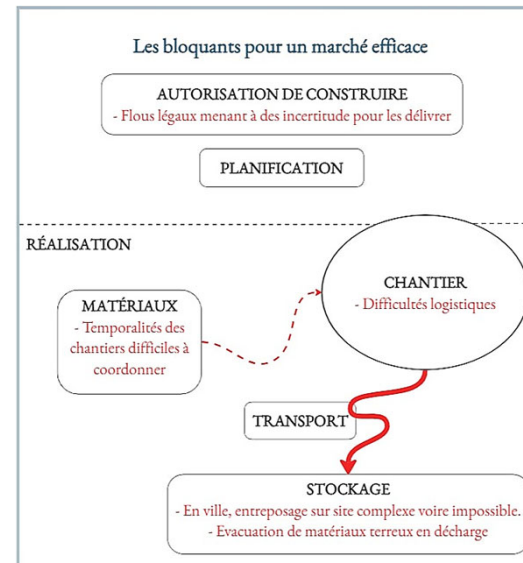 Les bloquants pour un marché efficace
AUTORISATION DE CONSTRUIRE
- Flous légaux menant à des incertitude pour les délivrer
PLANIFICATION
RÉALISATION
CHANTIER
- Difficultés logistiques
MATÉRIAUX
- Temporalités des
chantiers difficiles à
coordonner
TRANSPORT
STOCKAGE
- En ville, entreposage sur site complexe voire impossible.
- Evacuation de matériaux terreux en décharge